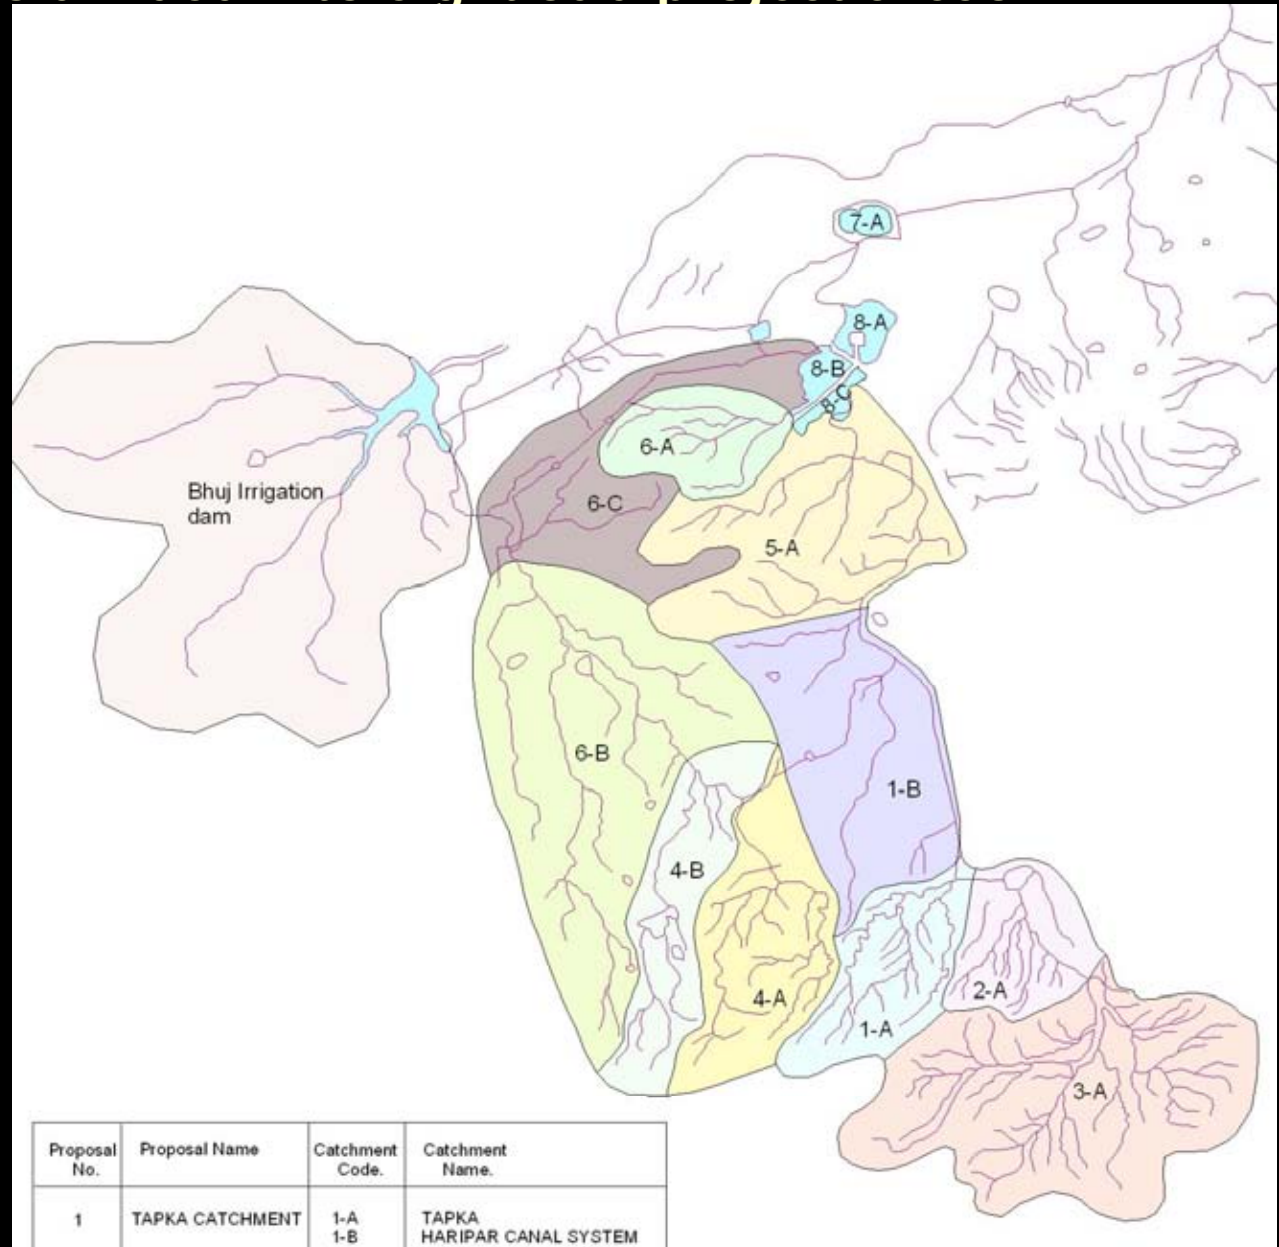 7-A
8-A
8-B
8-C
6-A
6-C
Bhuj Irrigation
dam
5-A
6-B
1-B
4-B
4-A
2-A
1-A
3-A
Proposal No. Proposal Name Catchment Code. Catchment Name.
1 TAPKA CATCHMENT 1-A TAPKA
1-B HARIPAR CANAL SYSTEM